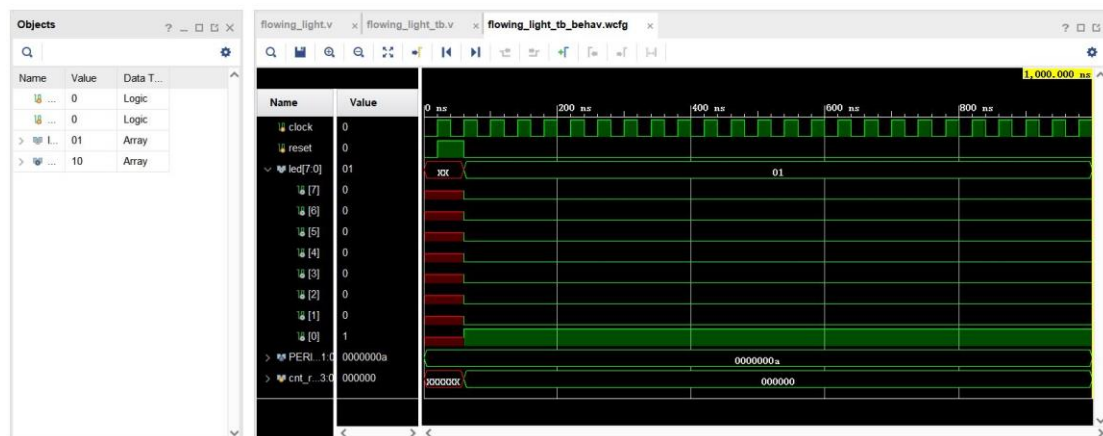 Objects
? _ □ X
flowing_light.v x flowing_light_tb.v x flowing_light_tb_behav.wcfg x
? □
Name Value Data T...
... 0 Logic
... 0 Logic
> l... 01 Array
> ... 10 Array
1,000.000 ns
Name Value
0 ns 200 ns 400 ns 600 ns 800 ns
clock 0
reset 0
led[7:0] 01 XX 01
[7] 0
[6] 0
[5] 0
[4] 0
[3] 0
[2] 0
[1] 0
[0] 1
> PERI...1:0 0000000a 0000000a
> cnt_r...3:0 000000 XXXXXX 000000